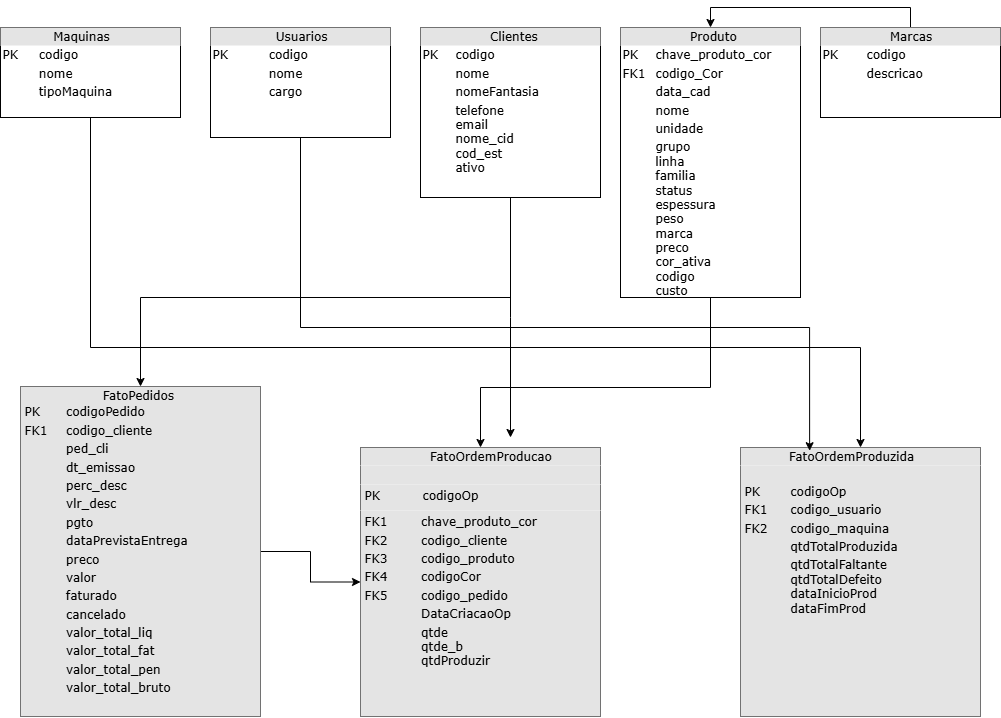 Maquinas
PK codigo
nome
tipoMaquina
Usuarios
PK codigo
nome
cargo
Clientes
PK codigo
nome
nomeFantasia
telefone
email
nome_cid
cod_est
ativo
Produto
PK chave_produto_cor
FK1 codigo_Cor
data_cad
nome
unidade
grupo
linha
familia
status
espessura
peso
marca
preco
cor_ativa
codigo
custo
Marcas
PK codigo
descricao
FatoPedidos
PK codigoPedido
FK1 codigo_cliente
ped_cli
dt_emissao
perc_desc
vlr_desc
pgto
dataPrevistaEntrega
preco
valor
faturado
cancelado
valor_total_liq
valor_total_fat
valor_total_pen
valor_total_bruto
FatoOrdemProducao
PK codigoOp
FK1 chave_produto_cor
FK2 codigo_cliente
FK3 codigo_produto
FK4 codigoCor
FK5 codigo_pedido
DataCriacaoOp
qtde
qtde_b
qtdProduzir
FatoOrdemProduzida
PK codigoOp
FK1 codigo_usuario
FK2 codigo_maquina
qtdTotalProduzida
qtdTotalFaltante
qtdTotalDefeito
dataInicioProd
dataFimProd